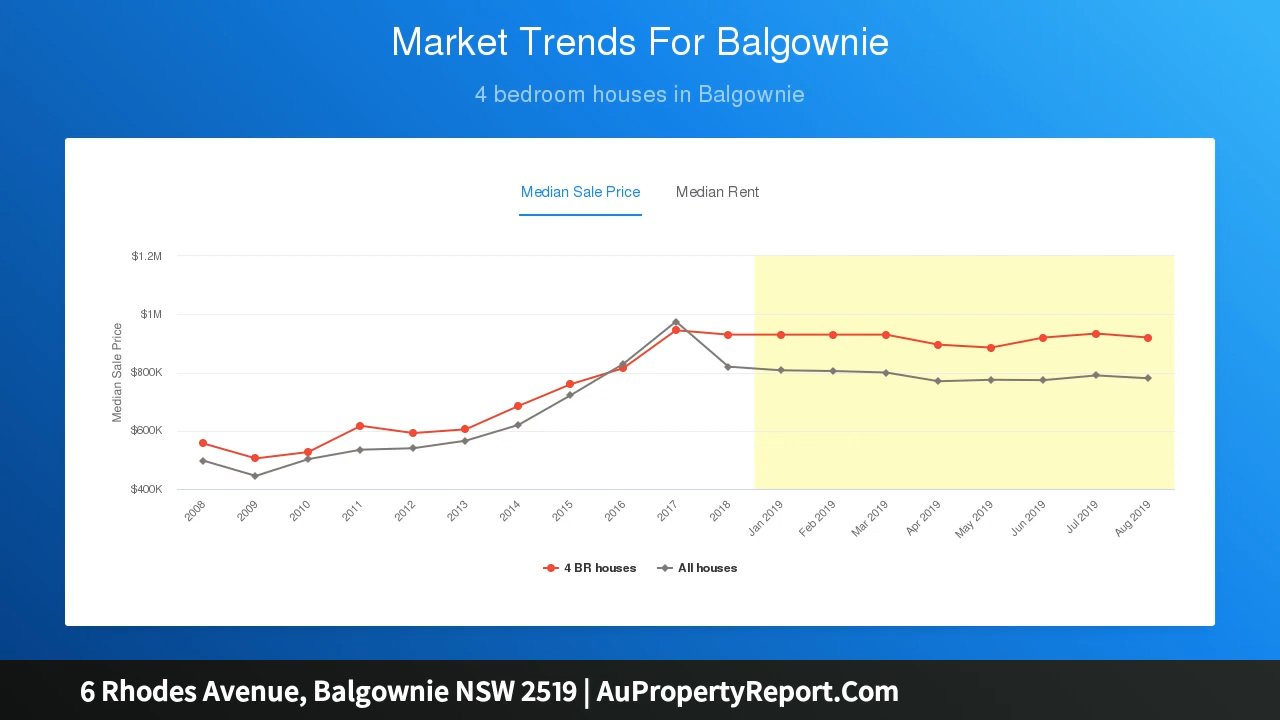 Market Trends For Balgownie
4 bedroom houses in Balgownie
Median Sale Price Median Rent
Median Sale Price
$1.2M
$1M
$800K
$600K
$400K
2008 2009 2010 2011 2012 2013 2014 2015 2016 2017 2018 Jan 2019 Feb 2019 Mar 2019 Apr 2019 May 2019 Jun 2019 Jul 2019 Aug 2019
4 BR houses All houses
6 Rhodes Avenue, Balgownie NSW 2519 | AuPropertyReport.Com